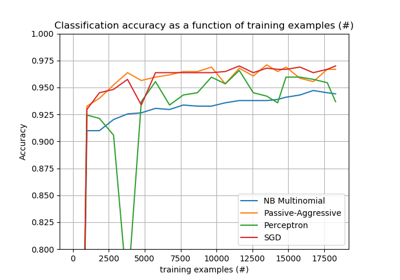 Classification accuracy as a function of training examples (#)
1.000
0.975
0.950
0.925
0.900
0.875
0.850
0.825
0.800
Accuracy
NB Multinomial
Passive-Aggressive
Perceptron
SGD
0 2500 5000 7500 10000 12500 15000 17500
training examples (#)